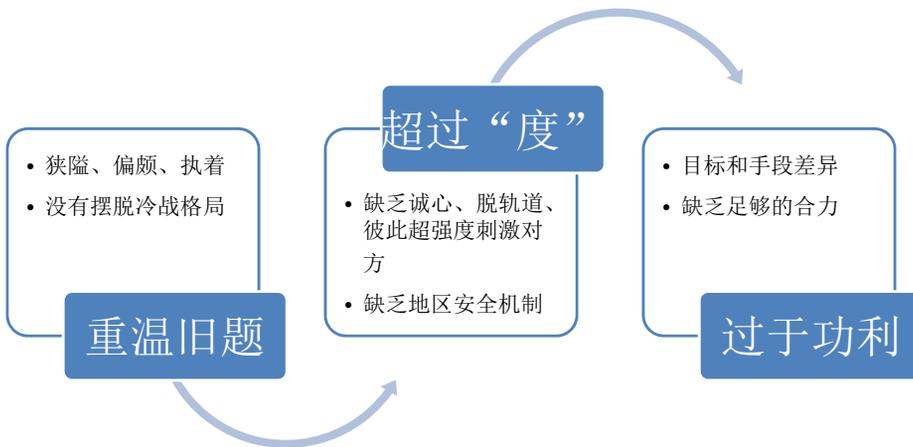 • 狭隘、偏颇、执着
• 没有摆脱冷战格局
重温旧题
超过“度”
• 缺乏诚心、脱轨道、
彼此超强度刺激对
方
• 缺乏地区安全机制
• 目标和手段差异
• 缺乏足够的合力
过于功利